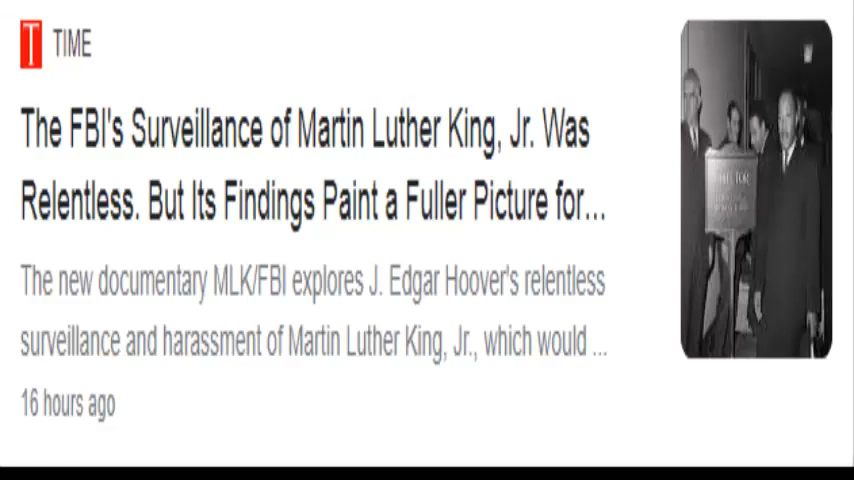 TIME
The FBI's Surveillance of Martin Luther King, Jr. Was
Relentless. But Its Findings Paint a Fuller Picture for...
The new documentary MLK/FBI explores J. Edgar Hoover's relentless
surveillance and harassment of Martin Luther King, Jr., which would ...
16 hours ago